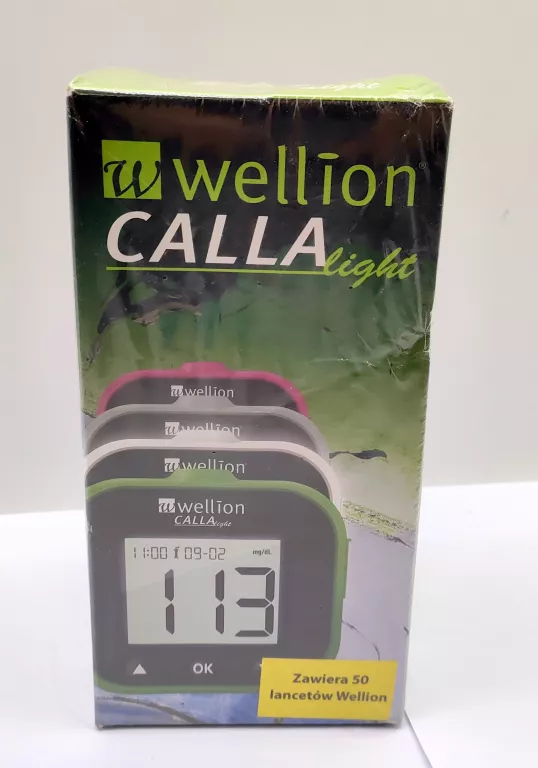 w wellion®
CALLA light
w wellion
w wellion
w wellion
w wellion
CALLA light
11:00 09-02 mg/dL
113
OK
Zawiera 50
lancetów Wellion